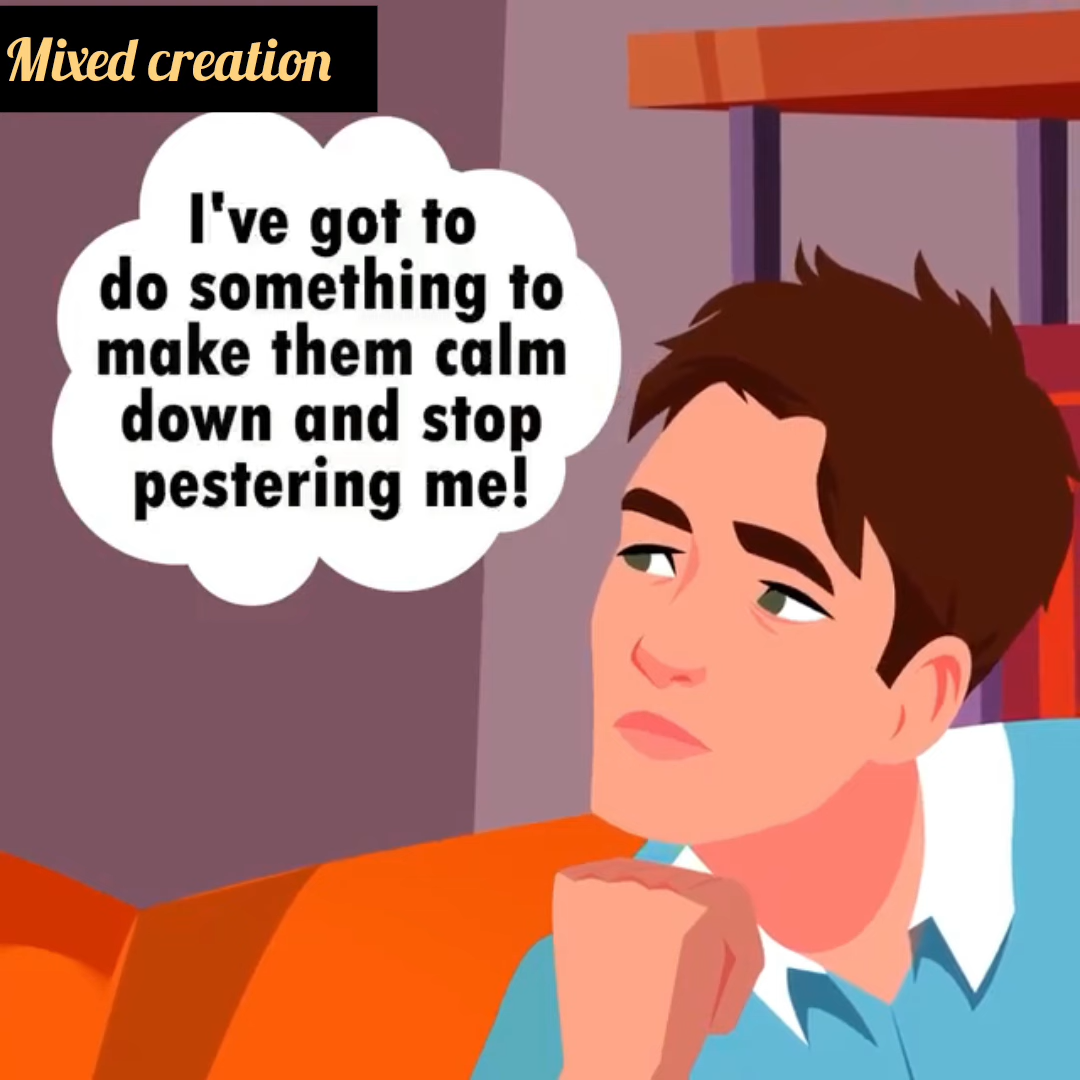 Mixed creation
I've got to
do something to
make them calm
down and stop
pestering me!